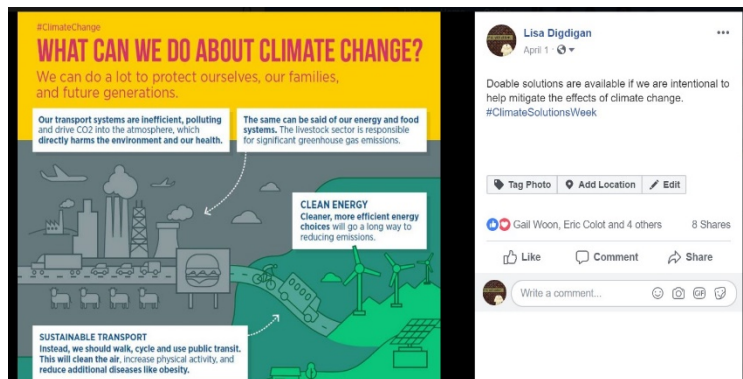 #ClimateChange
WHAT CAN WE DO ABOUT CLIMATE CHANGE?
We can do a lot to protect ourselves, our families,
and future generations.
Our transport systems are inefficient, polluting
and drive CO2 into the atmosphere, which
directly harms the environment and our health.
The same can be said of our energy and food
systems. The livestock sector is responsible
for significant greenhouse gas emissions.
CLEAN ENERGY
Cleaner, more efficient energy
choices will go a long way to
reducing emissions.
SUSTAINABLE TRANSPORT
Instead, we should walk, cycle and use public transit.
This will clean the air, increase physical activity, and
reduce additional diseases like obesity.
Lisa Digdigan
April 1
Doable solutions are available if we are intentional to
help mitigate the effects of climate change.
#ClimateSolutionsWeek
Tag Photo Add Location Edit
Gail Woon, Eric Colot and 4 others 8 Shares
Like Comment Share
Write a comment...
GIF